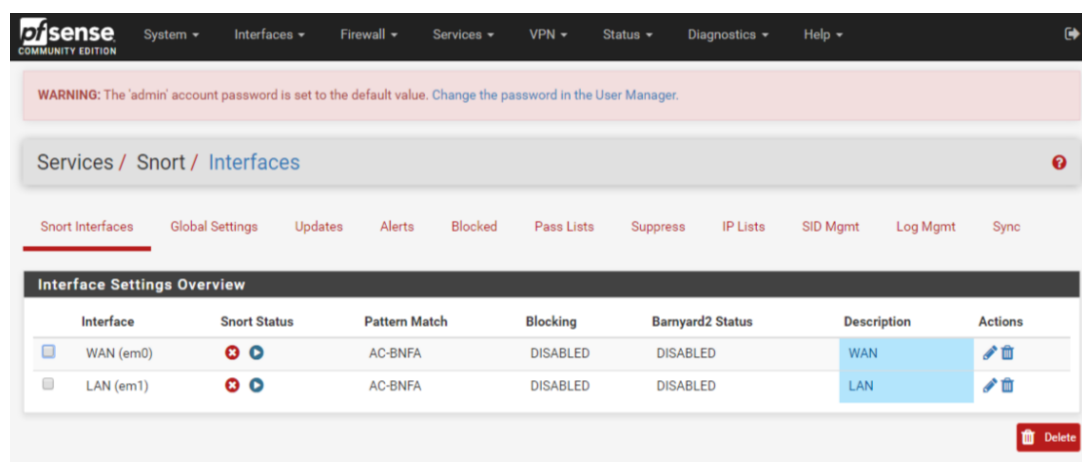 pfsense System Interfaces Firewall Services VPN Status Diagnostics Help
COMMUNITY EDITION
WARNING: The 'admin' account password is set to the default value. Change the password in the User Manager.
Services / Snort / Interfaces
Snort Interfaces Global Settings Updates Alerts Blocked Pass Lists Suppress IP Lists SID Mgmt Log Mgmt Sync
Interface Settings Overview
Interface Snort Status Pattern Match Blocking Barnyard2 Status Description Actions
WAN (em0) AC-BNFA DISABLED DISABLED WAN
LAN (em1) AC-BNFA DISABLED DISABLED LAN
Delete